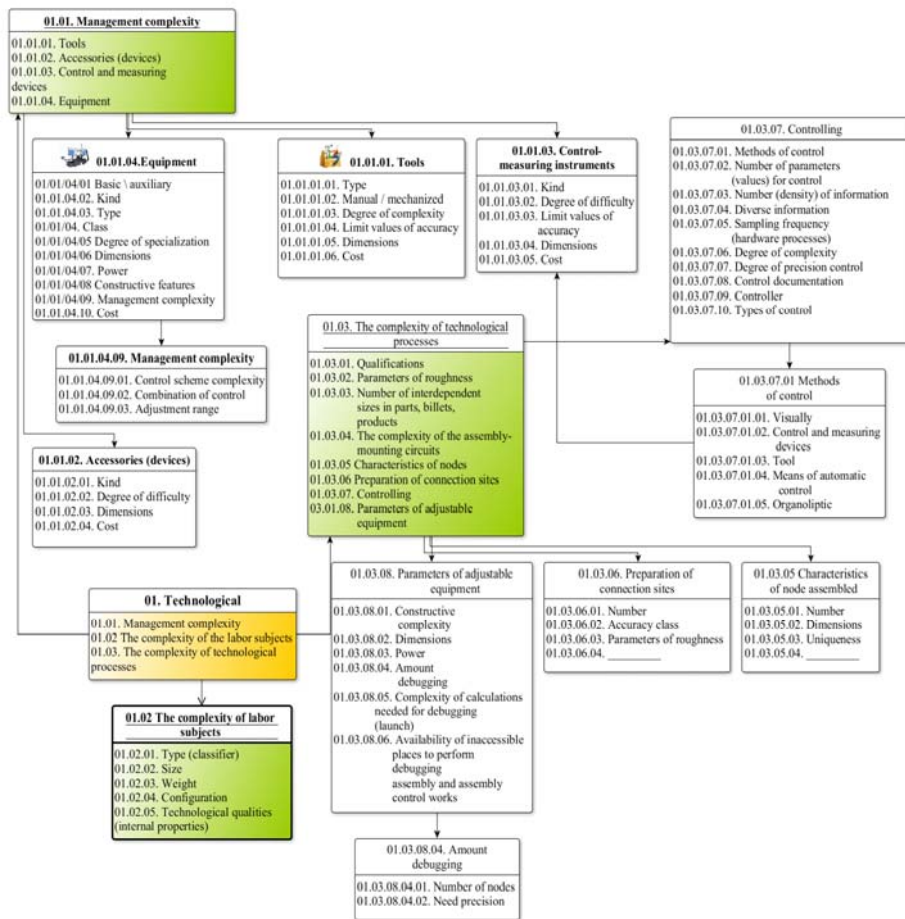 01.01. Management complexity
01.01.01. Tools
01.01.02. Accessories (devices)
01.01.03. Control and measuring
devices
01.01.04. Equipment
01.01.04.Equipment
01/01/04/01 Basic \ auxiliary
01.01.04.02. Kind
01.01.04.03. Type
01/01/04. Class
01/01/04/05 Degree of specialization
01/01/04/06 Dimensions
01/01/04/07. Power
01/01/04/08 Constructive features
01/01/04/09. Management complexity
01.01.04.10. Cost
01.01.01. Tools
01.01.01.01. Type
01.01.01.02. Manual / mechanized
01.01.01.03. Degree of complexity
01.01.01.04. Limit values of accuracy
01.01.01.05. Dimensions
01.01.01.06. Cost
01.01.03. Control-
measuring instruments
01.01.03.01. Kind
01.01.03.02. Degree of difficulty
01.01.03.03. Limit values of
accuracy
01.01.03.04. Dimensions
01.01.03.05. Cost
01.03.07. Controlling
01.03.07.01. Methods of control
01.03.07.02. Number of parameters
(values) for control
01.03.07.03. Number (density) of information
01.03.07.04. Diverse information
01.03.07.05. Sampling frequency
(hardware processes)
01.03.07.06. Degree of complexity
01.03.07.07. Degree of precision control
01.03.07.08. Control documentation
01.03.07.09. Controller
01.03.07.10. Types of control
01.01.04.09. Management complexity
01.01.04.09.01. Control scheme complexity
01.01.04.09.02. Combination of control
01.01.04.09.03. Adjustment range
01.03. The complexity of technological
processes
01.03.01. Qualifications
01.03.02. Parameters of roughness
01.03.03. Number of interdependent
sizes in parts, billets,
products
01.03.04. The complexity of the assembly-
mounting circuits
01.03.05 Characteristics of nodes
01.03.06 Preparation of connection sites
01.03.07. Controlling
03.01.08. Parameters of adjustable
equipment
01.03.07.01 Methods
of control
01.03.07.01.01. Visually
01.03.07.01.02. Control and measuring
devices
01.03.07.01.03. Tool
01.03.07.01.04. Means of automatic
control
01.03.07.01.05. Organoliptic
01.01.02. Accessories (devices)
01.01.02.01. Kind
01.01.02.02. Degree of difficulty
01.01.02.03. Dimensions
01.01.02.04. Cost
01. Technological
01.01. Management complexity
01.02 The complexity of the labor subjects
01.03. The complexity of technological
processes
01.03.08. Parameters of adjustable
equipment
01.03.08.01. Constructive
complexity
01.03.08.02. Dimensions
01.03.08.03. Power
01.03.08.04. Amount
debugging
01.03.08.05. Complexity of calculations
needed for debugging
(launch)
01.03.08.06. Availability of inaccessible
places to perform
debugging
assembly and assembly
control works
01.03.06. Preparation of
connection sites
01.03.06.01. Number
01.03.06.02. Accuracy class
01.03.06.03. Parameters of roughness
01.03.06.04. _________
01.03.05 Characteristics
of node assembled
01.03.05.01. Number
01.03.05.02. Dimensions
01.03.05.03. Uniqueness
01.03.05.04. _________
01.02 The complexity of labor
subjects
01.02.01. Type (classifier)
01.02.02. Size
01.02.03. Weight
01.02.04. Configuration
01.02.05. Technological qualities
(internal properties)
01.03.08.04. Amount
debugging
01.03.08.04.01. Number of nodes
01.03.08.04.02. Need precision